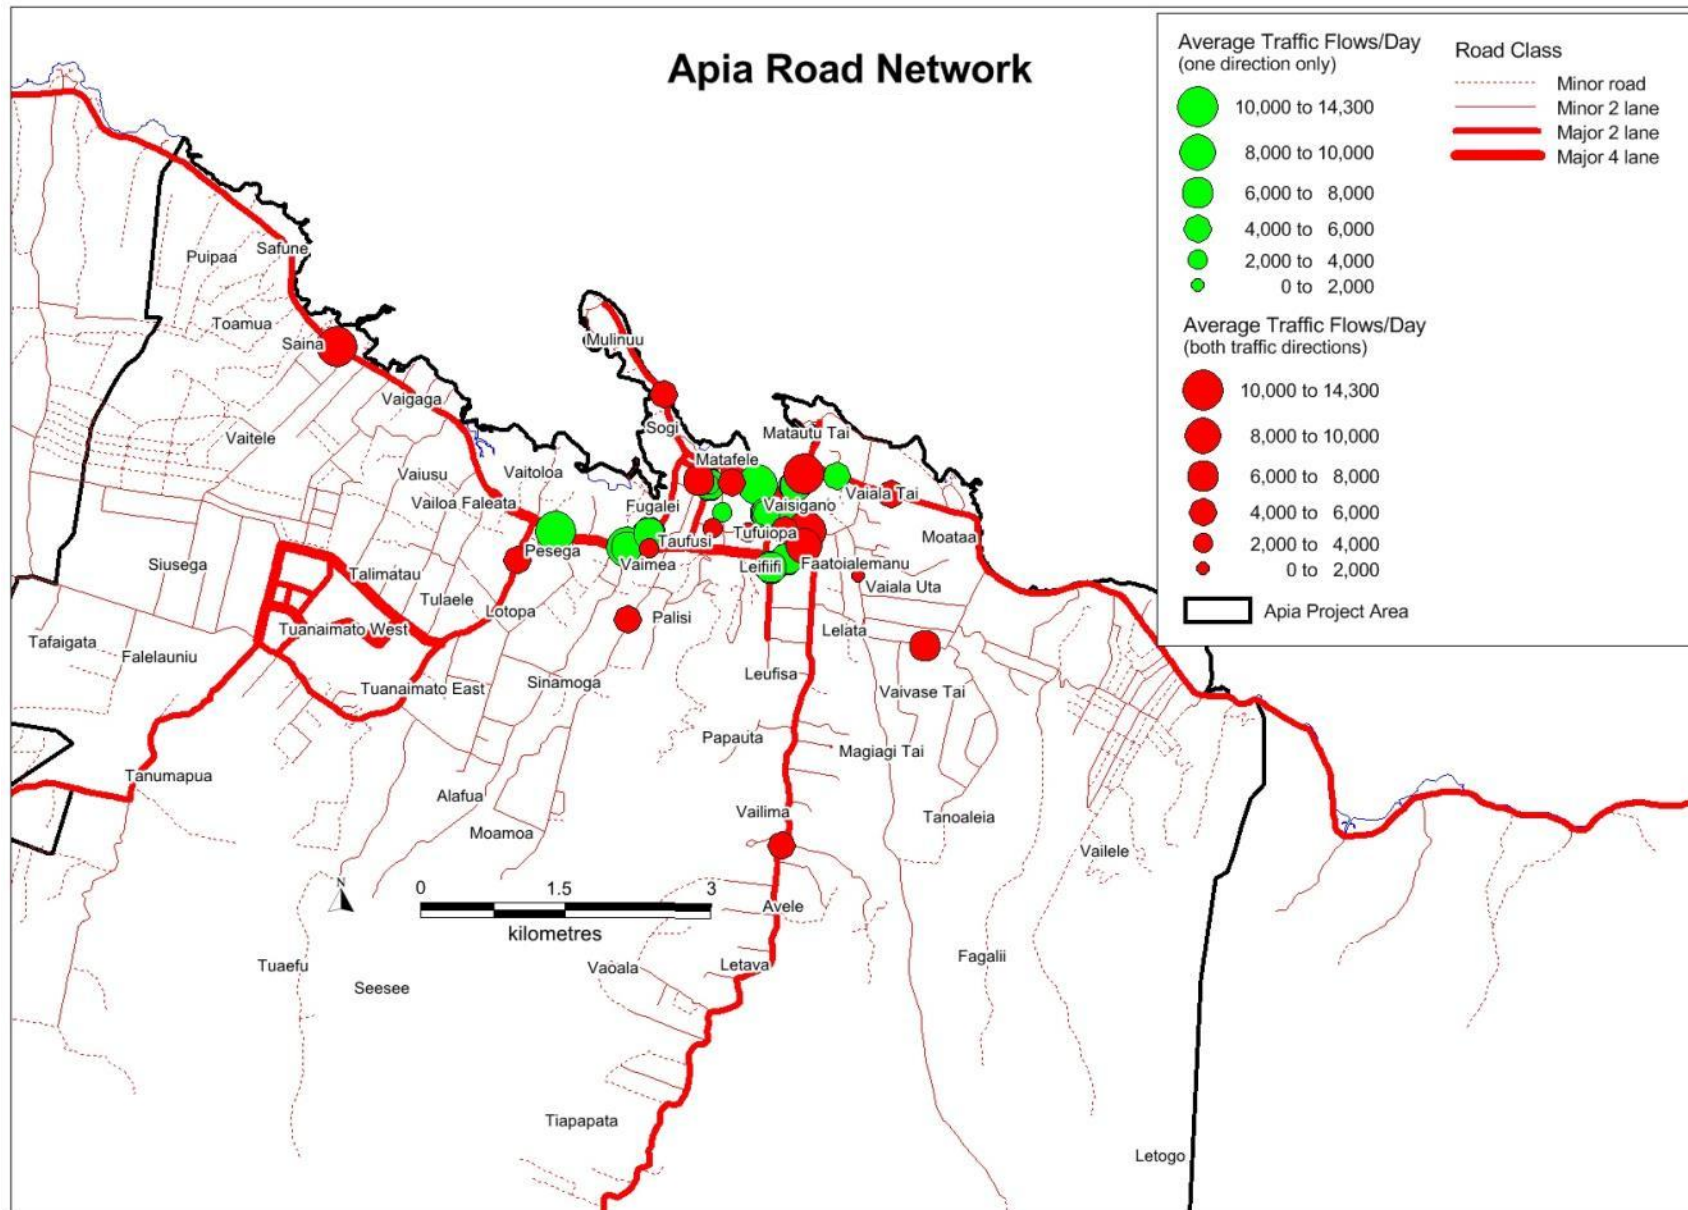 Apia Road Network
Average Traffic Flows/Day
(one direction only)
10,000 to 14,300
8,000 to 10,000
6,000 to 8,000
4,000 to 6,000
2,000 to 4,000
0 to 2,000
Average Traffic Flows/Day
(both traffic directions)
10,000 to 14,300
8,000 to 10,000
6,000 to 8,000
4,000 to 6,000
2,000 to 4,000
0 to 2,000
Apia Project Area
Road Class
Minor road
Minor 2 lane
Major 2 lane
Major 4 lane
Safune
Puipaa
Toamua
Saina
Mulinuu
Vaigaga
Sogi
Matautu Tai
Vaitele
Matafele
Vaiusu
Vaitoloa
Vaiala Tai
Vailoa Faleata
Fugalei
Vaisigano
Tufuiopa
Moataa
Taufusi
Pesega
Vaimea
Leifiifi
Faatoialemanu
Siusega
Talimatau
Vaiala Uta
Tulaele
Lotopa
Palisi
Tuanaimato West
Lelata
Tafaigata
Falelauniu
Leufisa
Sinamoga
Tuanaimato East
Vaivase Tai
Papauta
Magiagi Tai
Tanumapua
Alafua
Vailima
Tanoaleia
Moamoa
Vailele
N
0 1.5 3
kilometres
Avele
Fagalii
Tuaefu
Vaoala
Letava
Seesee
Tiapapata
Letogo